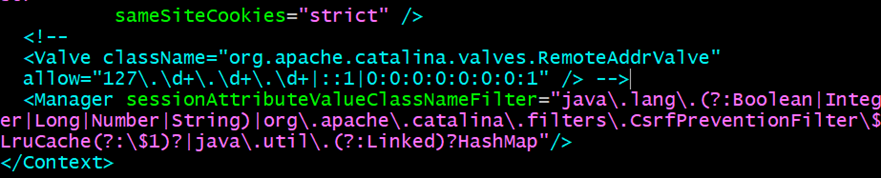 sameSiteCookies="strict" />
<!--
<Valve className="org.apache.catalina.valves.RemoteAddrValve"
allow="127\.\d+\.\d+\.\d+|::1|0:0:0:0:0:0:0:1" /> -->
<Manager sessionAttributeValueClassNameFilter="java\.lang\.(?:Boolean|Integ
er|Long|Number|String)|org\.apache\.catalina\.filters\.CsrfPreventionFilter\$
LruCache(?:\$1)?|java\.util\.(?:Linked)?HashMap"/>
</Context>